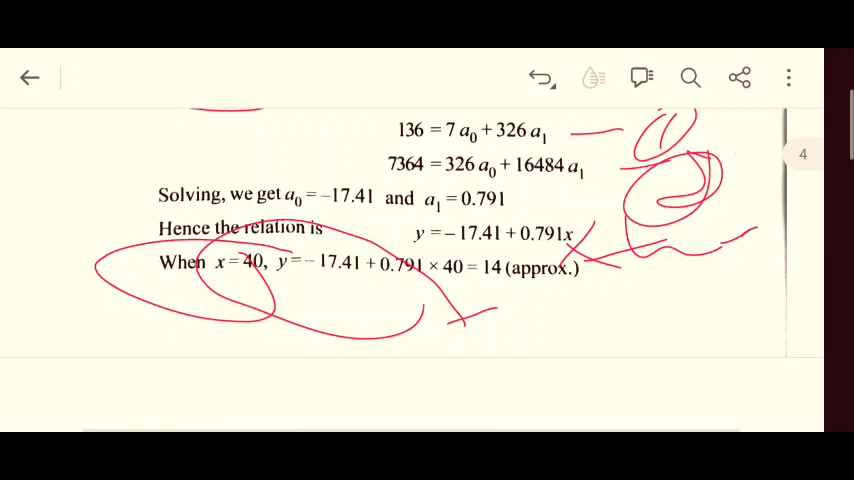 136 = 7 a₀ + 326 a₁ — (1)
7364 = 326 a₀ + 16484 a₁ — (2)
4
Solving, we get a₀ = –17.41 and a₁ = 0.791
Hence the relation is y = – 17.41 + 0.791x
When x = 40, y = – 17.41 + 0.791 × 40 = 14 (approx.)